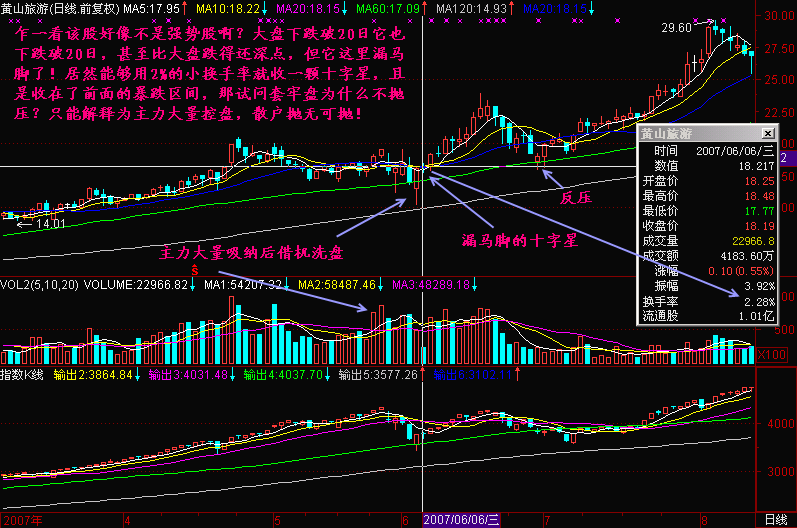 黄山旅游(日线.前复权) MA5:17.95↑ MA10:18.22↓ MA20:18.15↓ MA60:17.09↑ MA120:14.93↑ MA20:18.15↓
乍一看该股好像不是强势股啊？大盘下跌破20日它也
下跌破20日，甚至比大盘跌得还深点，但它这里漏马
脚了！居然能够用2%的小换手率就收一颗十字星，且
是收在了前面的暴跌区间，那试问套牢盘为什么不抛
压？只能解释为主力大量控盘，散户抛无可抛！
29.60
30.00
27.50
25.00
22.50
14.01
反压
漏马脚的十字星
主力大量吸纳后借机洗盘
黄山旅游
时间 2007/06/06/三
数值 18.217
开盘价 18.25
最高价 18.48
最低价 17.77
收盘价 18.19
成交量 22966.8
成交额 4183.60万
涨幅 0.10(0.55%)
振幅 3.92%
换手率 2.28%
流通股 1.01亿
VOL2(5,10,20) VOLUME:22966.82↓ MA1:54207.32↓ MA2:58487.46↓ MA3:48289.18↓
500
X100
指数K线 输出2:3864.84↓ 输出3:4031.48↓ 输出4:4037.70↓ 输出5:3577.26↑ 输出6:3102.11↑
4000
3000
2007年 4 5 6 2007/06/06/三 7 8 日线